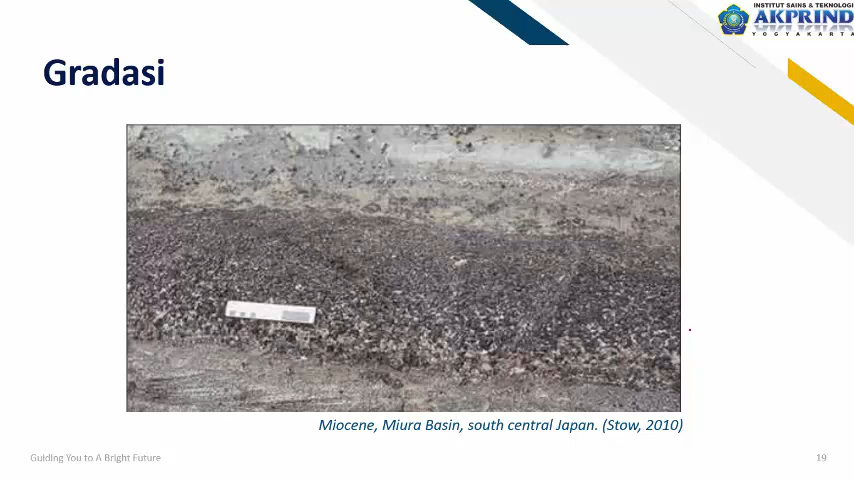 INSTITUT SAINS & TEKNOLOGI
AKPRIND
YOGYAKARTA
Gradasi
Miocene, Miura Basin, south central Japan. (Stow, 2010)
Guiding You to A Bright Future
19